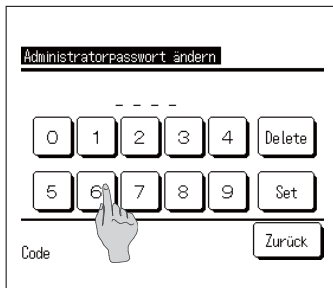 Administratorpasswort ändern
_ _ _ _
0 1 2 3 4 Delete
5 6 7 8 9 Set
Code Zurück